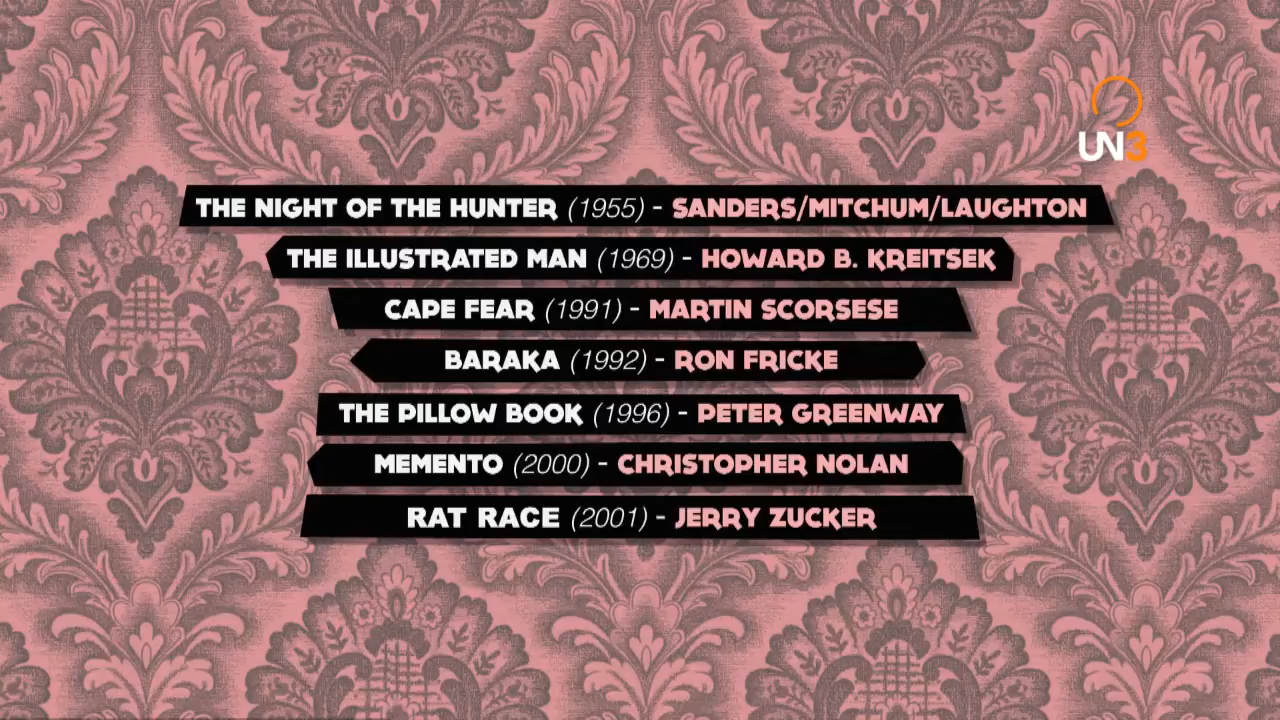 UN3
THE NIGHT OF THE HUNTER (1955) - SANDERS/MITCHUM/LAUGHTON
THE ILLUSTRATED MAN (1969) - HOWARD B. KREITSEK
CAPE FEAR (1991) - MARTIN SCORSESE
BARAKA (1992) - RON FRICKE
THE PILLOW BOOK (1996) - PETER GREENWAY
MEMENTO (2000) - CHRISTOPHER NOLAN
RAT RACE (2001) - JERRY ZUCKER